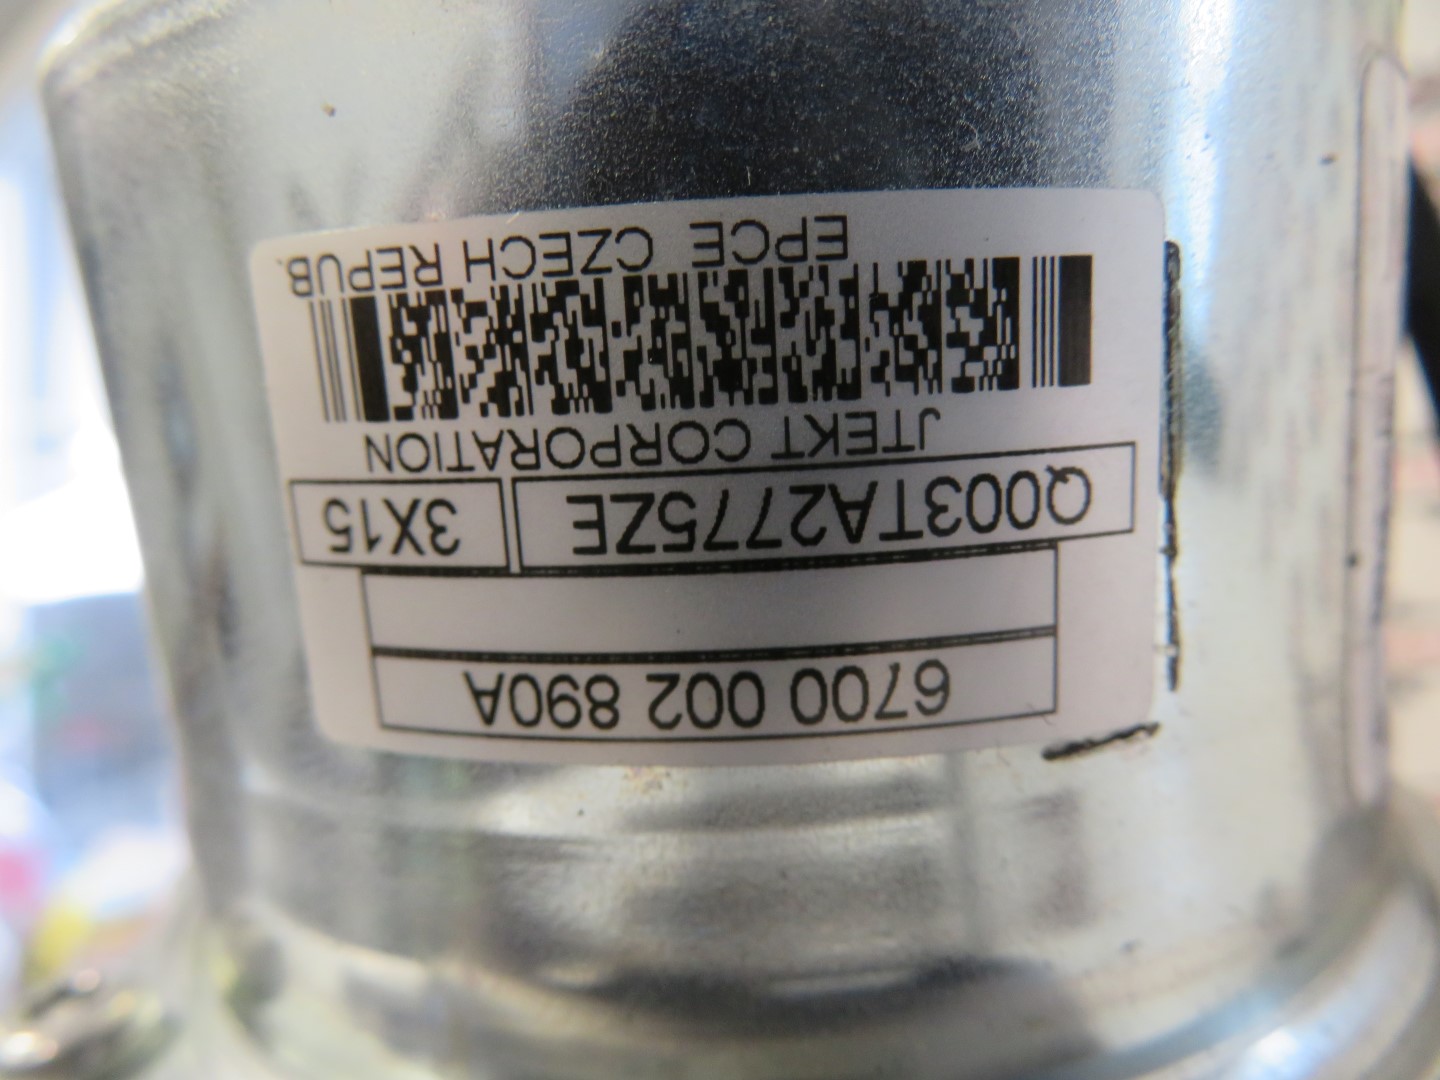 6700 002 890A
Q003TA2775ZE 3X15
JTEKT CORPORATION
EPCE CZECH REPUB.